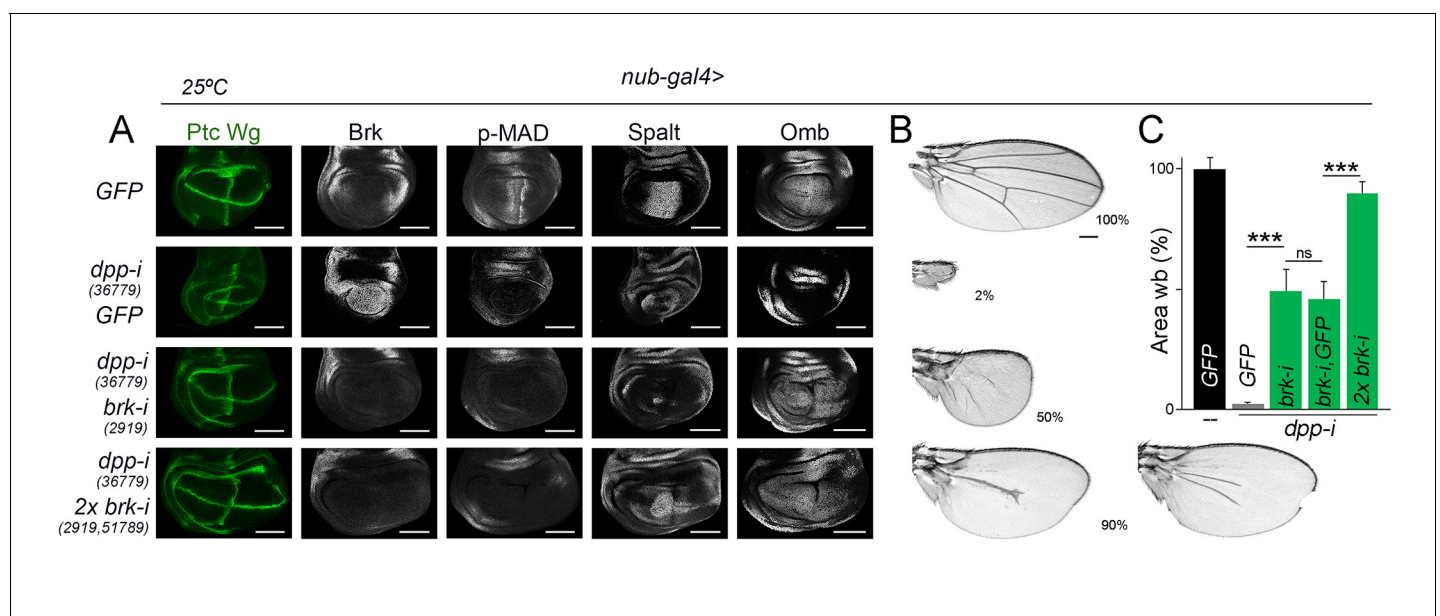 25ºC
nub-gal4>
A
Ptc Wg
Brk
p-MAD
Spalt
Omb
GFP
dpp-i
(36779)
GFP
dpp-i
(36779)
brk-i
(2919)
dpp-i
(36779)
2x brk-i
(2919,51789)
B
100%
2%
50%
90%
C
Area wb (%)
100
0
***
ns
***
GFP
GFP
brk-i
brk-i, GFP
2x brk-i
--
dpp-i